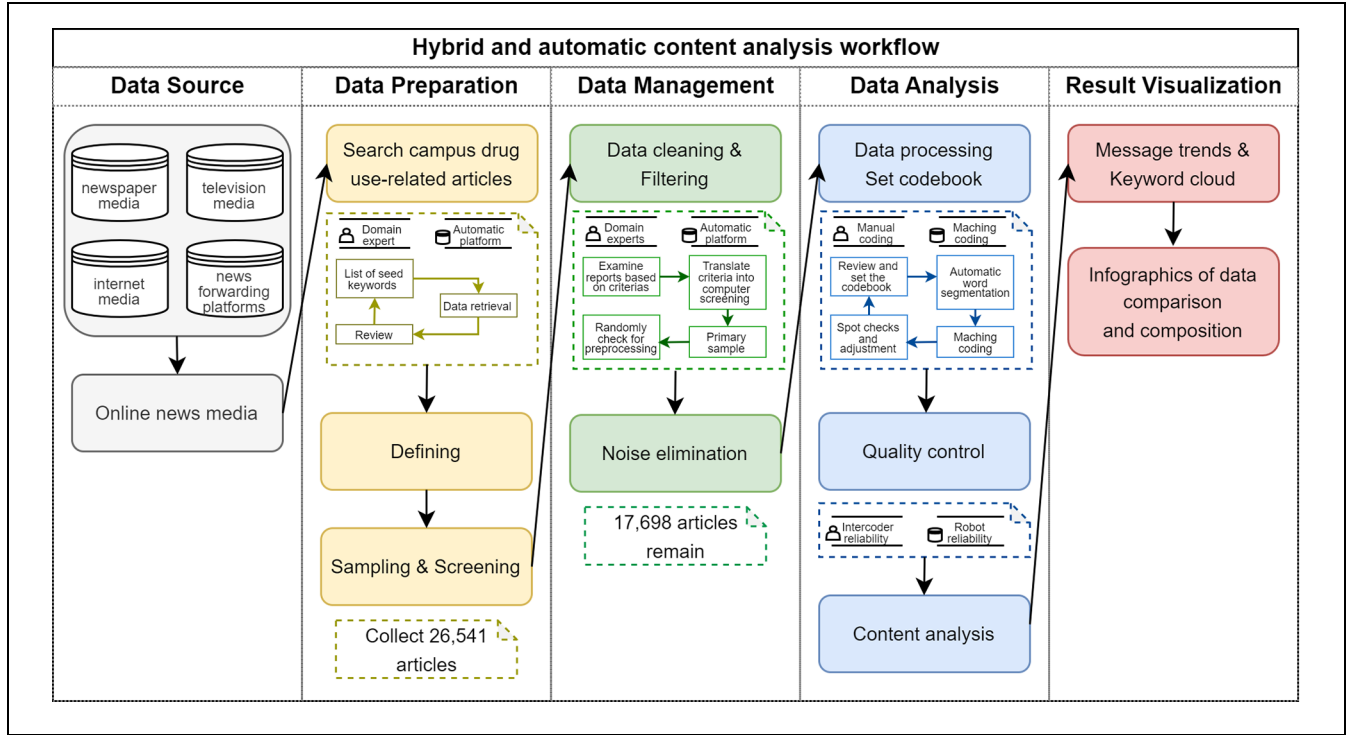 Hybrid and automatic content analysis workflow
Data Source
Data Preparation
Data Management
Data Analysis
Result Visualization
newspaper
media
television
media
internet
media
news
forwarding
platforms
Online news media
Search campus drug
use-related articles
Domain
expert
Automatic
platform
List of seed
keywords
Data retrieval
Review
Defining
Sampling & Screening
Collect 26,541
articles
Data cleaning &
Filtering
Domain
experts
Automatic
platform
Examine
reports based
on criterias
Translate
criteria into
computer
screening
Randomly
check for
preprocessing
Primary
sample
Noise elimination
17,698 articles
remain
Data processing
Set codebook
Manual
coding
Maching
coding
Review and
set the
codebook
Automatic
word
segmentation
Spot checks
and
adjustment
Maching
coding
Quality control
Intercoder
reliability
Robot
reliability
Content analysis
Message trends &
Keyword cloud
Infographics of data
comparison
and composition